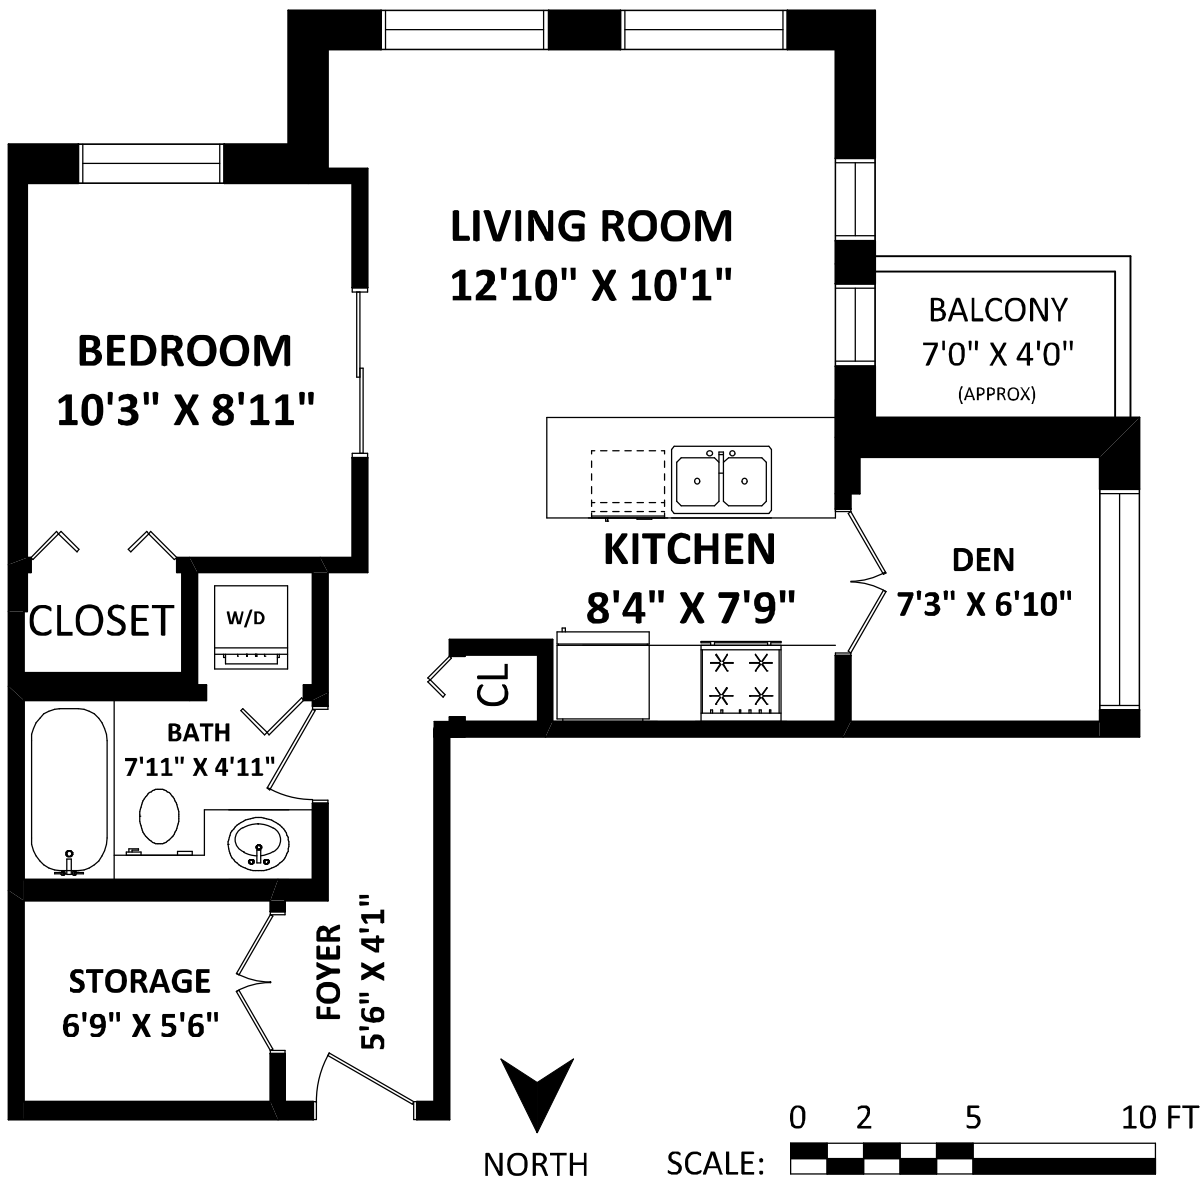 LIVING ROOM
12'10" X 10'1"
BALCONY
7'0" X 4'0"
(APPROX)
BEDROOM
10'3" X 8'11"
KITCHEN
8'4" X 7'9"
DEN
7'3" X 6'10"
CLOSET
W/D
CL
BATH
7'11" X 4'11"
STORAGE
6'9" X 5'6"
FOYER
5'6" X 4'1"
NORTH
SCALE:
0 2 5 10 FT